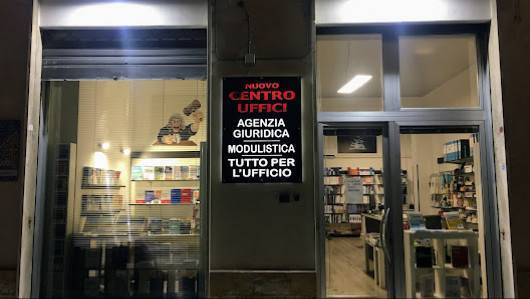 NUOVO
CENTRO
UFFICI
AGENZIA
GIURIDICA
MODULISTICA
TUTTO PER
L'UFFICIO